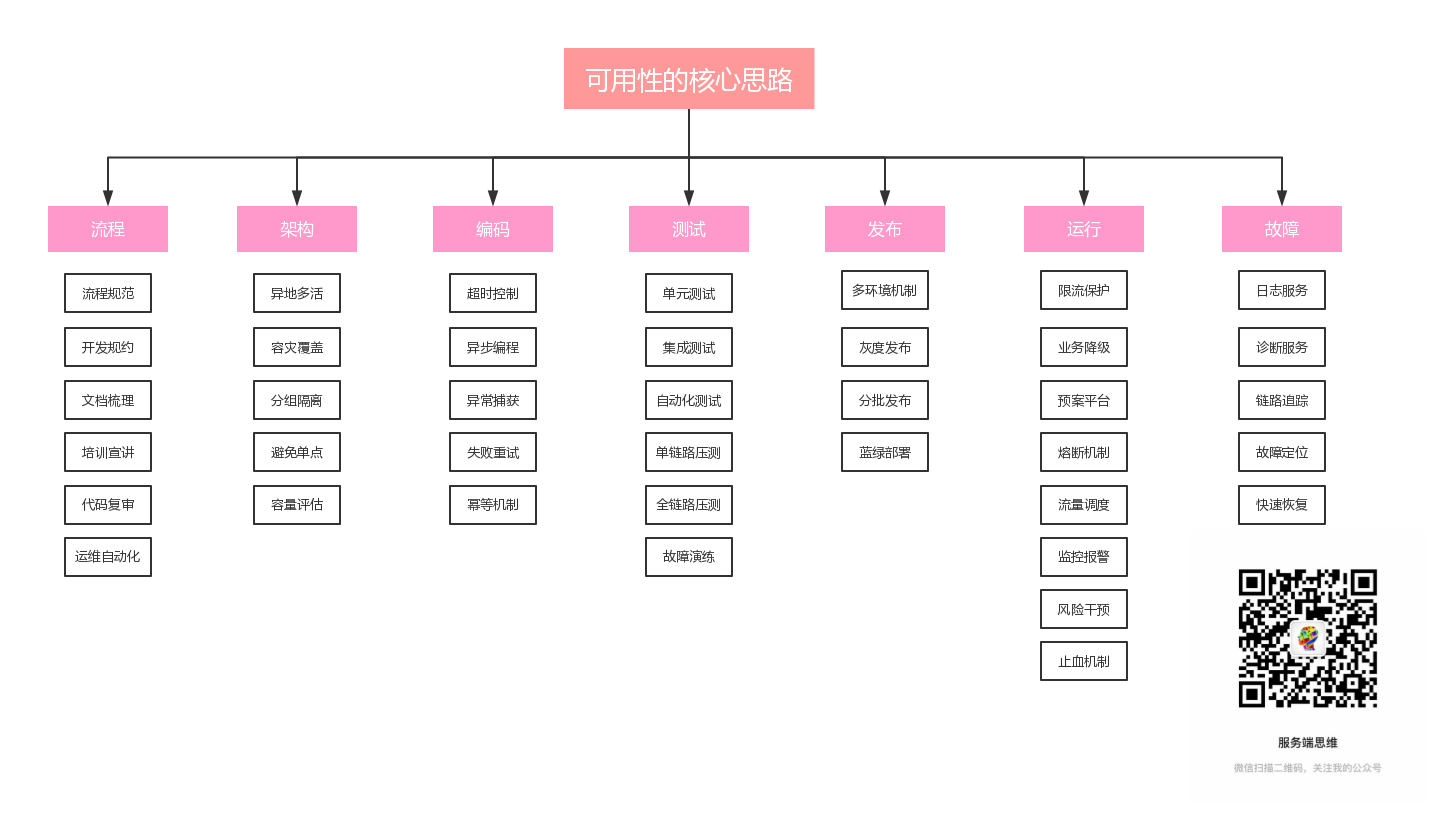 可用性的核心思路
流程
架构
编码
测试
发布
运行
故障
流程规范
开发规约
文档梳理
培训宣讲
代码复审
运维自动化
异地多活
容灾覆盖
分组隔离
避免单点
容量评估
超时控制
异步编程
异常捕获
失败重试
幂等机制
单元测试
集成测试
自动化测试
单链路压测
全链路压测
故障演练
多环境机制
灰度发布
分批发布
蓝绿部署
限流保护
业务降级
预案平台
熔断机制
流量调度
监控报警
风险干预
止血机制
日志服务
诊断服务
链路追踪
故障定位
快速恢复
服务端思维
微信扫描二维码，关注我的公众号